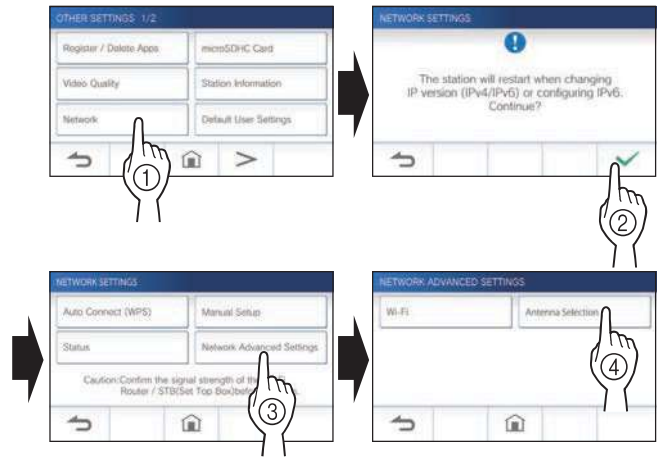 OTHER SETTINGS 1/2
Register / Delete Apps
microSDHC Card
Video Quality
Station Information
Network
Default User Settings
1
NETWORK SETTINGS
The station will restart when changing
IP version (IPv4/IPv6) or configuring IPv6.
Continue?
2
NETWORK SETTINGS
Auto Connect (WPS)
Manual Setup
Status
Network Advanced Settings
Caution:Confirm the signal strength of the
Router / STB(Set Top Box)before
3
NETWORK ADVANCED SETTINGS
Wi-Fi
Antenna Selection
4